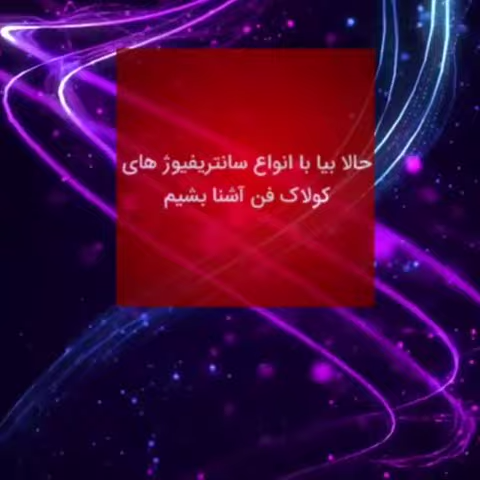 حالا بیا با انواع سانتریفیوژ های
کولاک فن آشنا بشیم